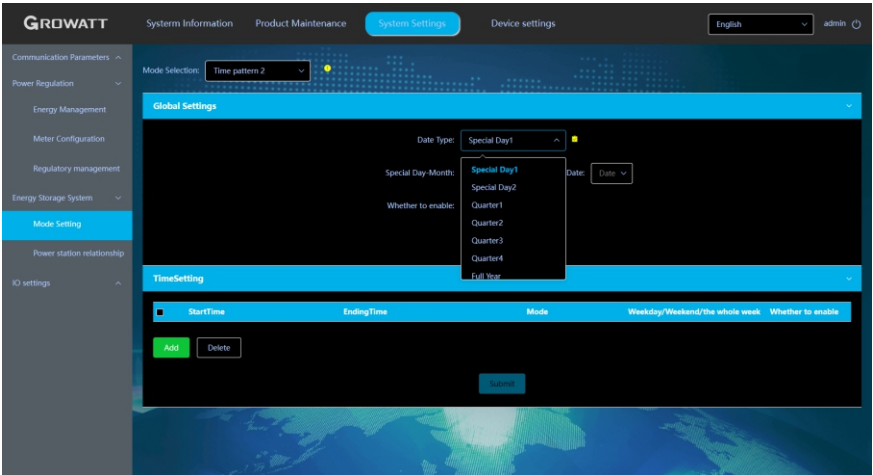 GROWATT
Systerm Information
Product Maintenance
System Settings
Device settings
English
admin
Communication Parameters
Power Regulation
Energy Management
Meter Configuration
Regulatory management
Energy Storage System
Mode Setting
Power station relationship
IO settings
Mode Selection: Time pattern 2
Global Settings
Date Type: Special Day1
Special Day-Month:
Date: Date
Whether to enable:
Special Day1
Special Day2
Quarter1
Quarter2
Quarter3
Quarter4
Full Year
TimeSetting
StartTime EndingTime Mode Weekday/Weekend/the whole week Whether to enable
Add Delete
Submit